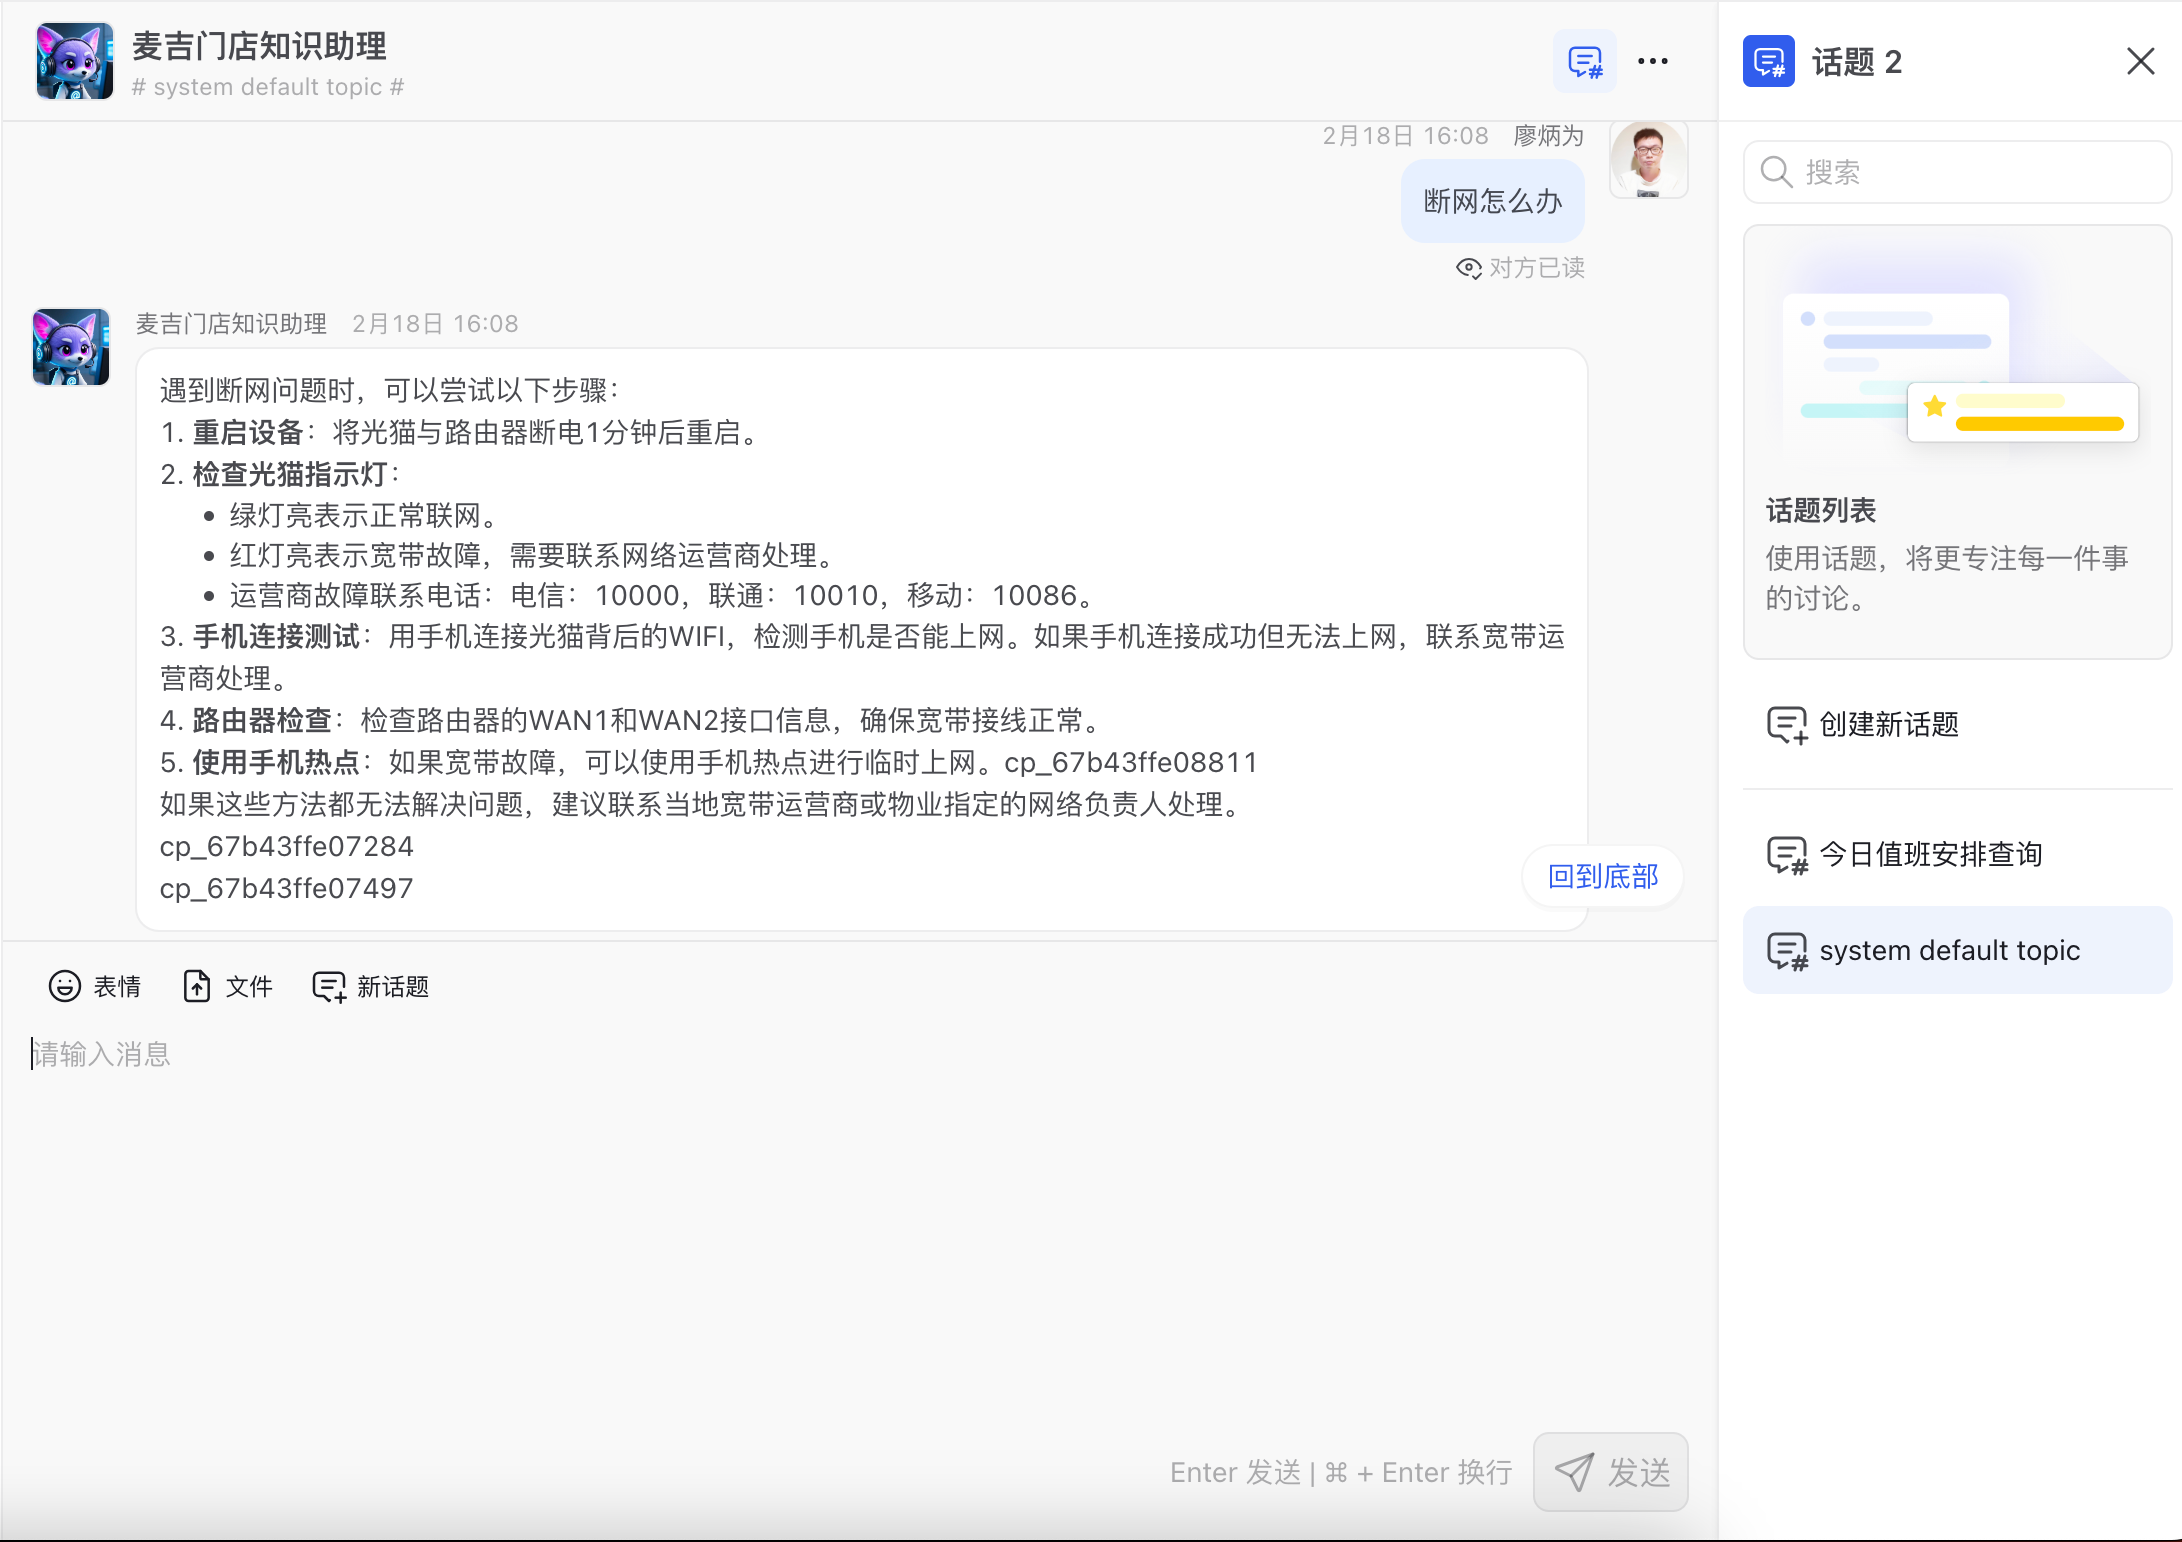 麦吉门店知识助理
# system default topic #
2月18日 16:08 廖炳为
断网怎么办
对方已读
麦吉门店知识助理 2月18日 16:08
遇到断网问题时，可以尝试以下步骤：
1. 重启设备：将光猫与路由器断电1分钟后重启。
2. 检查光猫指示灯：
• 绿灯亮表示正常联网。
• 红灯亮表示宽带故障，需要联系网络运营商处理。
• 运营商故障联系电话：电信：10000，联通：10010，移动：10086。
3. 手机连接测试：用手机连接光猫背后的WIFI，检测手机是否能上网。如果手机连接成功但无法上网，联系宽带运
营商处理。
4. 路由器检查：检查路由器的WAN1和WAN2接口信息，确保宽带接线正常。
5. 使用手机热点：如果宽带故障，可以使用手机热点进行临时上网。cp_67b43ffe08811
如果这些方法都无法解决问题，建议联系当地宽带运营商或物业指定的网络负责人处理。
cp_67b43ffe07284
cp_67b43ffe07497
回到底部
表情 文件 新话题
请输入消息
Enter 发送 | ⌘ + Enter 换行 发送
话题 2
搜索
话题列表
使用话题，将更专注每一件事
的讨论。
创建新话题
今日值班安排查询
system default topic